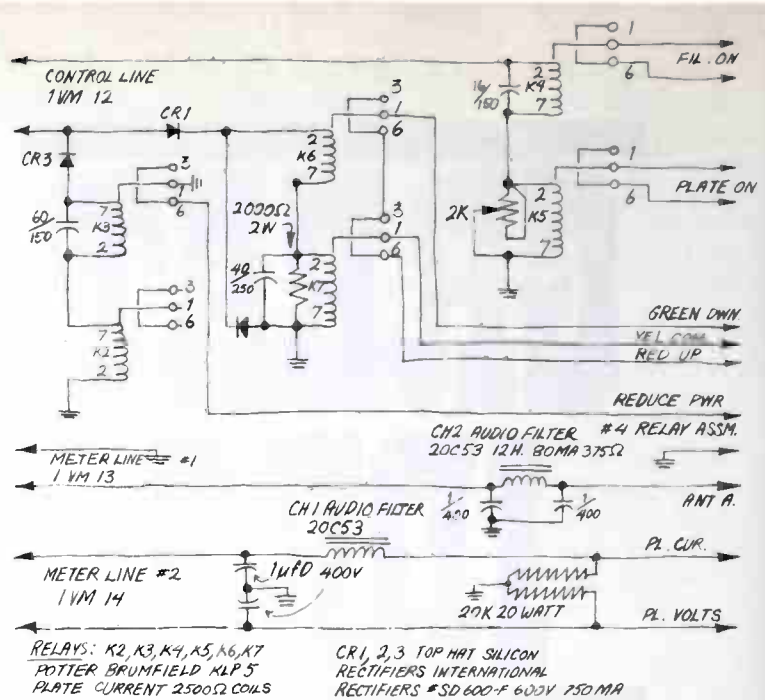 1
FIL. ON
6
2
K4
7
16/150
CONTROL LINE
1VM 12
CR1
3
1
6
2
K6
7
1
PLATE ON
6
2
K5
7
2K
CR3
3
1
6
7
K3
2
60/150
2000Ω
2W
3
1
6
2
K7
7
40/250
3
1
6
7
K2
2
GREEN DWN.
YEL COM.
RED UP
REDUCE PWR
#4 RELAY ASSM.
CH2 AUDIO FILTER
20C53 12H. 80MA 375Ω
METER LINE #1
1 VM 13
1/400
1/400
ANT A.
CH1 AUDIO FILTER
20C53
PL. CUR.
METER LINE #2
1 VM 14
1µfD 400V
20K 20 WATT
PL. VOLTS
RELAYS: K2, K3, K4, K5, K6, K7
POTTER BRUMFIELD KLP 5
PLATE CURRENT 2500Ω COILS
CR1, 2, 3 TOP HAT SILICON
RECTIFIERS INTERNATIONAL
RECTIFIERS #SD 600-F 600V 750 MA